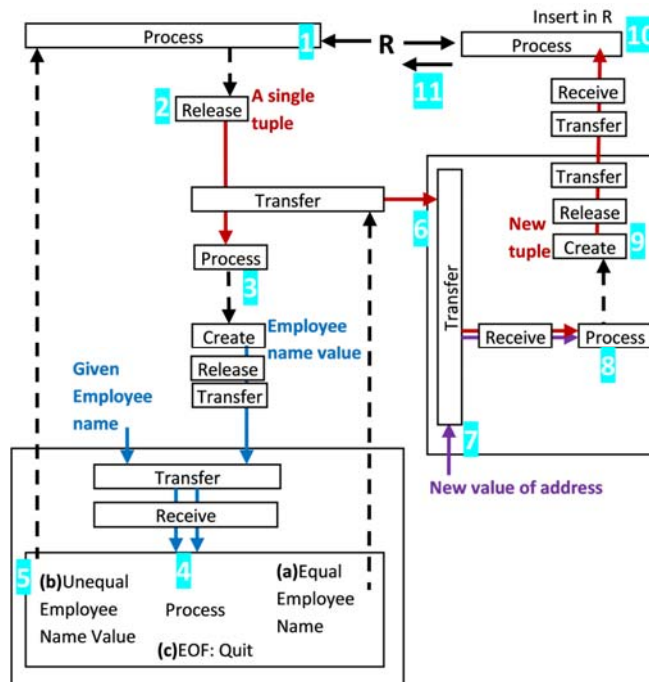 Insert in R
Process
1
R
Process
10
11
2
Release
A single
tuple
Receive
Transfer
Transfer
6
Transfer
Release
New
tuple
Create
9
Process
3
Transfer
Create
Employee
name value
Receive
Process
8
Given
Employee
name
Release
Transfer
7
New value of address
Transfer
Receive
5
4
(b)Unequal
Employee
Name Value
Process
(a)Equal
Employee
Name
(c)EOF: Quit